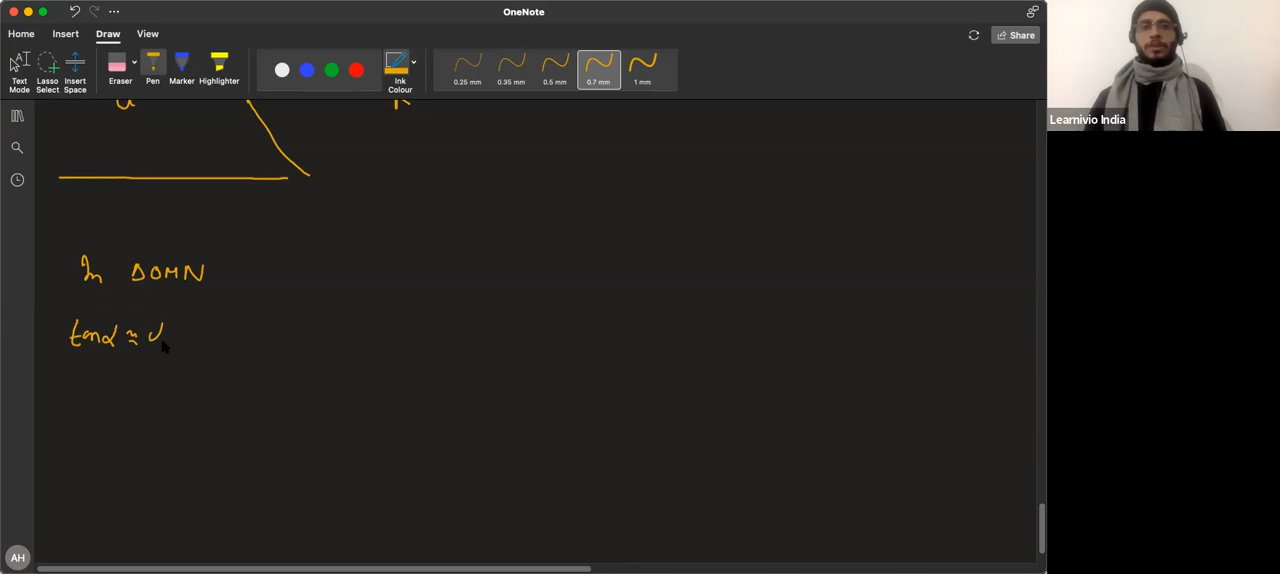 OneNote
Home Insert Draw View
Share
Text Mode
Lasso Select
Insert Space
Eraser
Pen
Marker
Highlighter
Ink Colour
0.25 mm
0.35 mm
0.5 mm
0.7 mm
1 mm
Learnivio India
u
In ΔOMN
tanα ≈
AH